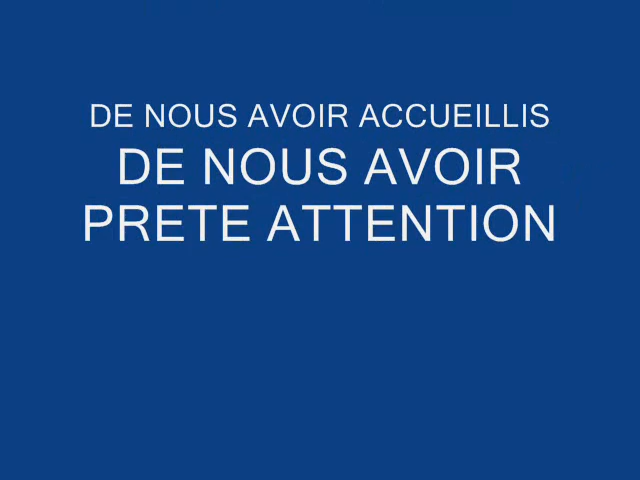 DE NOUS AVOIR ACCUEILLIS
DE NOUS AVOIR
PRETE ATTENTION